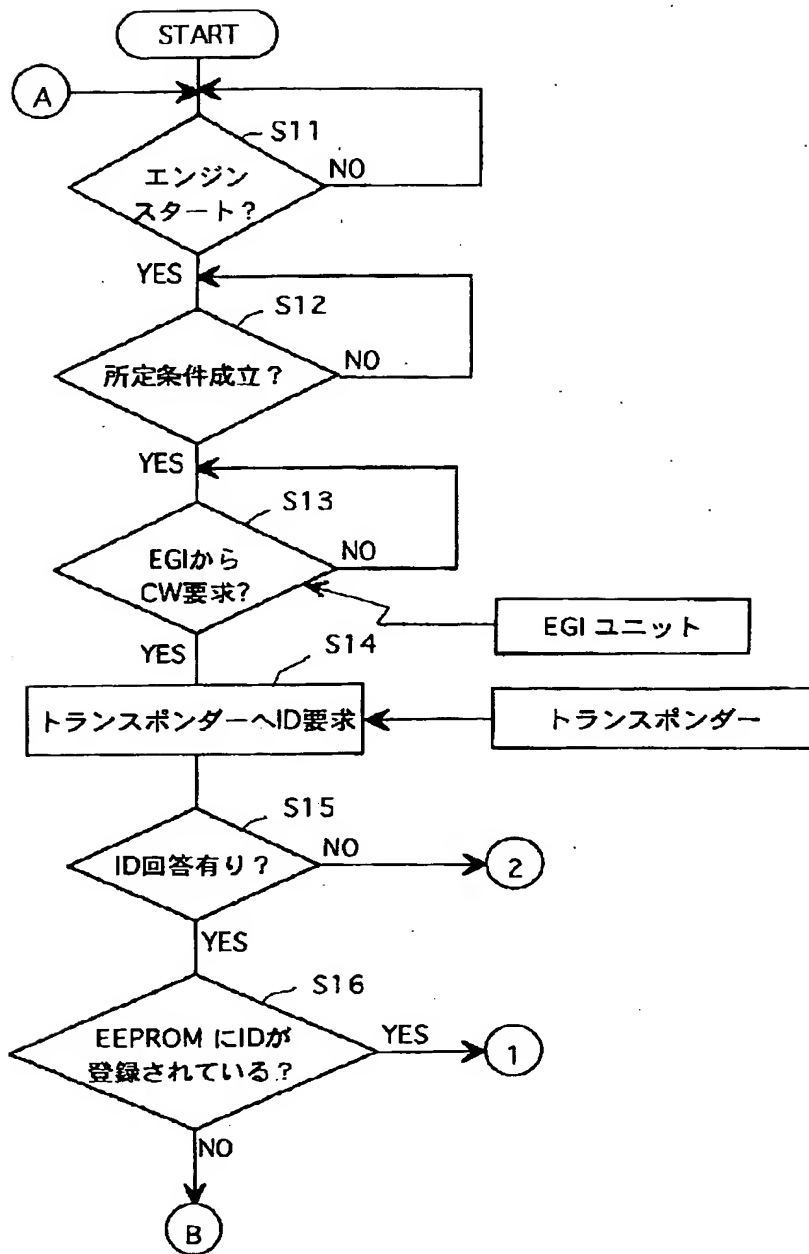 START
A
S11
エンジン
スタート?
NO
YES
S12
所定条件成立?
NO
YES
S13
EGIから
CW要求?
NO
YES
EGI ユニット
S14
トランスポンダーへID要求
トランスポンダー
S15
ID回答有り?
NO
2
YES
S16
EEPROM にIDが
登録されている?
YES
1
NO
B